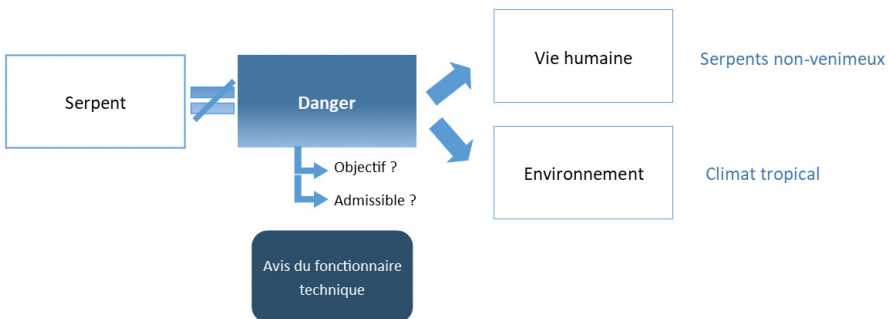 Serpent
Danger
Vie humaine
Serpents non-venimeux
Environnement
Climat tropical
Objectif ?
Admissible ?
Avis du fonctionnaire
technique